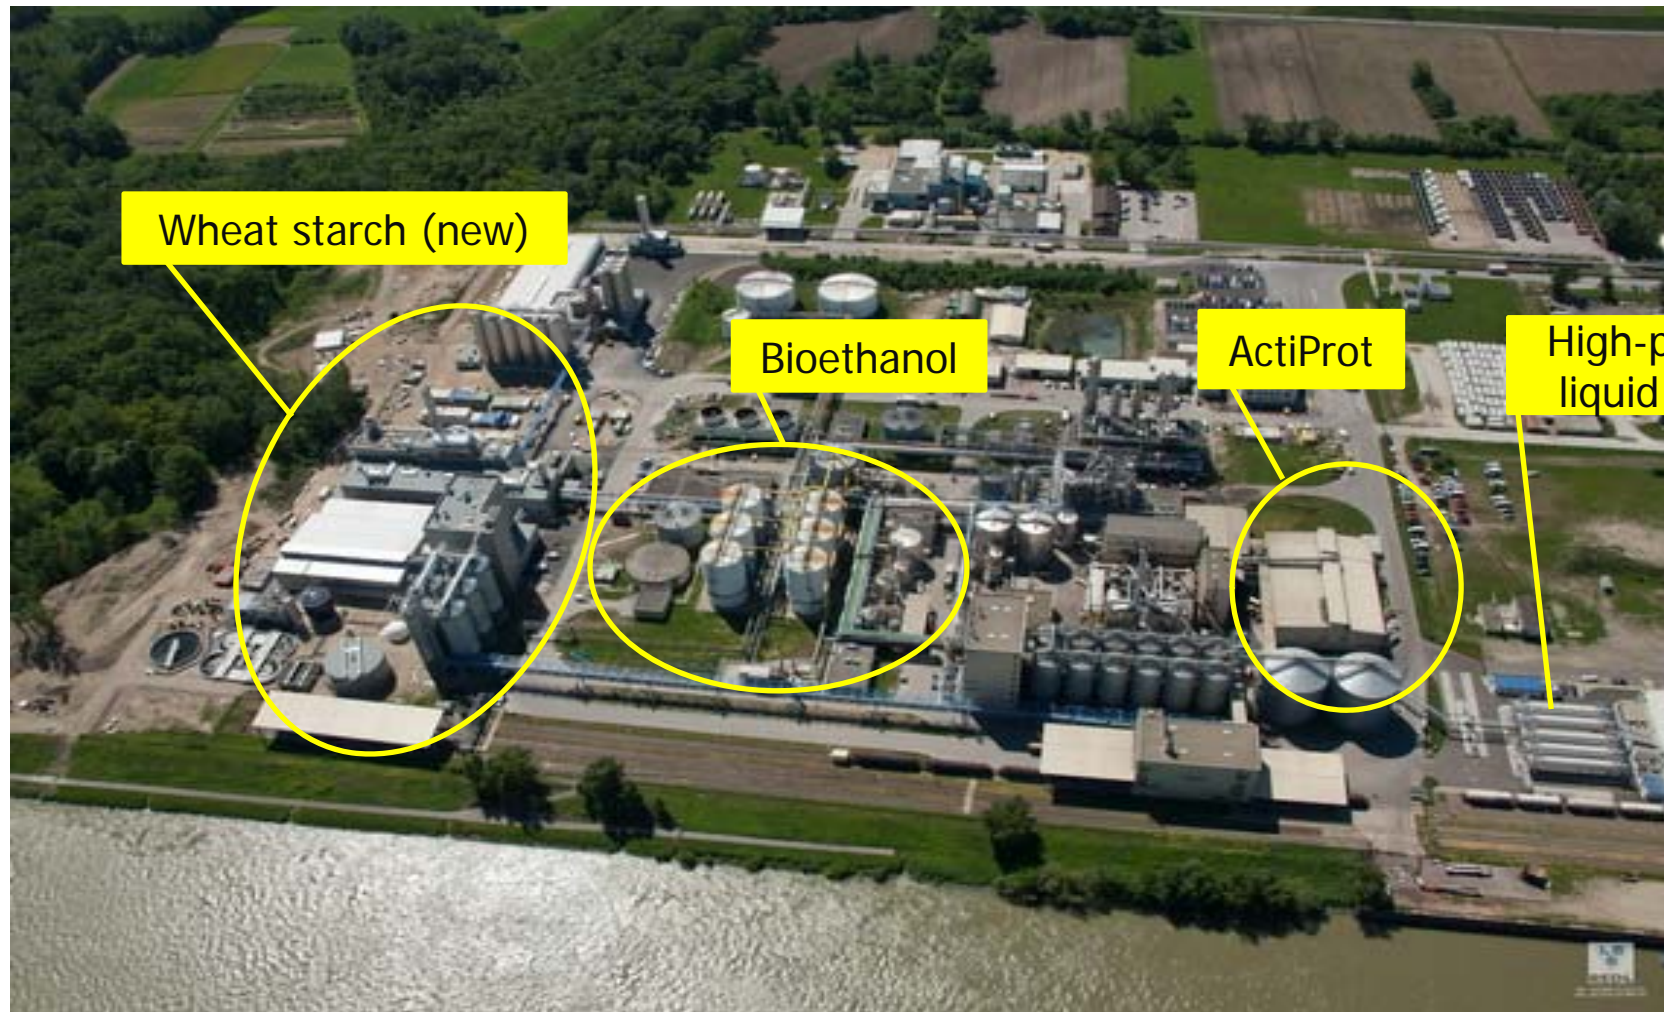 Wheat starch (new)
Bioethanol
ActiProt
High-p
liquid